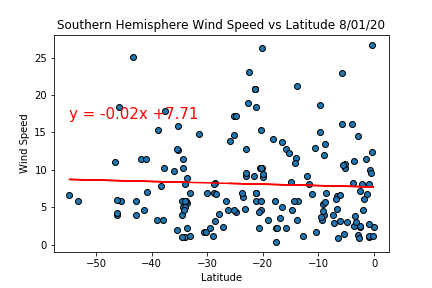 Southern Hemisphere Wind Speed vs Latitude 8/01/20
25
20
y = -0.02x +7.71
15
10
5
0
Wind Speed
−50 −40 −30 −20 −10 0
Latitude